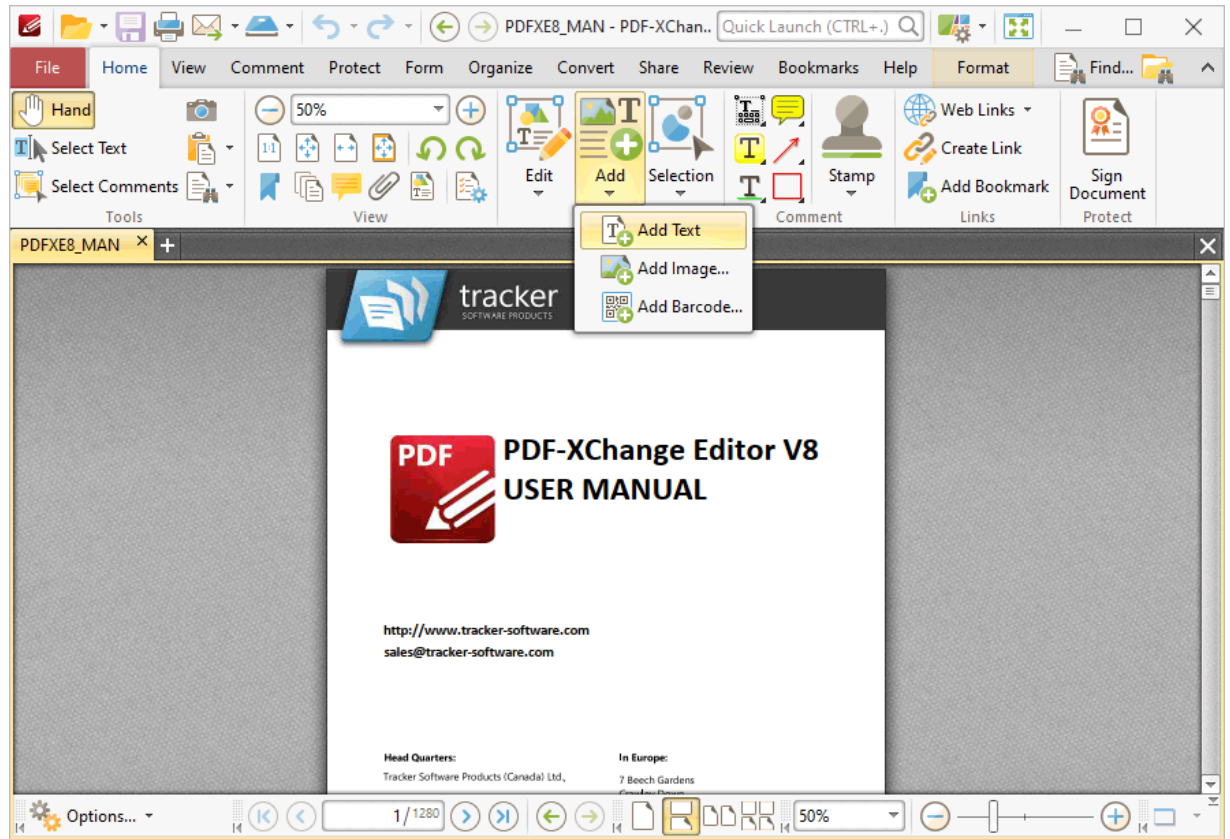 PDFXE8_MAN - PDF-XChan..
Quick Launch (CTRL+.)
File Home View Comment Protect Form Organize Convert Share Review Bookmarks Help Format Find...
Hand
50%
Web Links
Select Text
1:1
Create Link
Edit Add Selection Stamp
Sign Document
Select Comments
Add Bookmark
Tools View Comment Links Protect
PDFXE8_MAN
Add Text
Add Image...
Add Barcode...
tracker
SOFTWARE PRODUCTS
PDF
PDF-XChange Editor V8
USER MANUAL
http://www.tracker-software.com
sales@tracker-software.com
Head Quarters: In Europe:
Tracker Software Products (Canada) Ltd., 7 Beech Gardens
Crawley Down
Options... 1/1280 50%